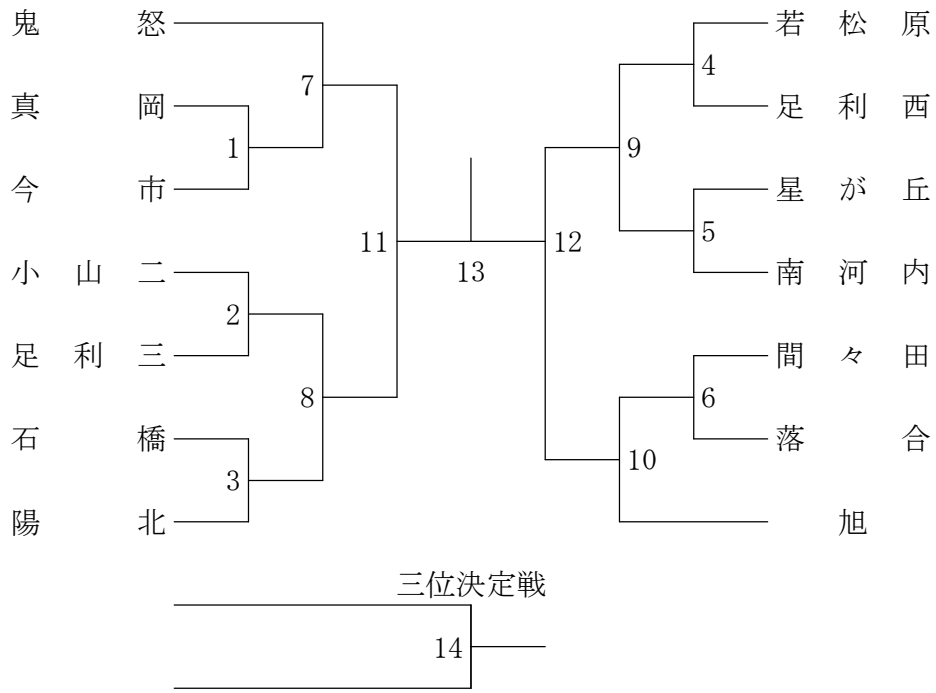 鬼怒 若松原
7 4
真岡 足利西
1 9
今市 星が丘
11 12 5
13
小山二 南河内
2
足利三 間々田
8 6
石橋 落合
3 10
陽北 旭
三位決定戦
14